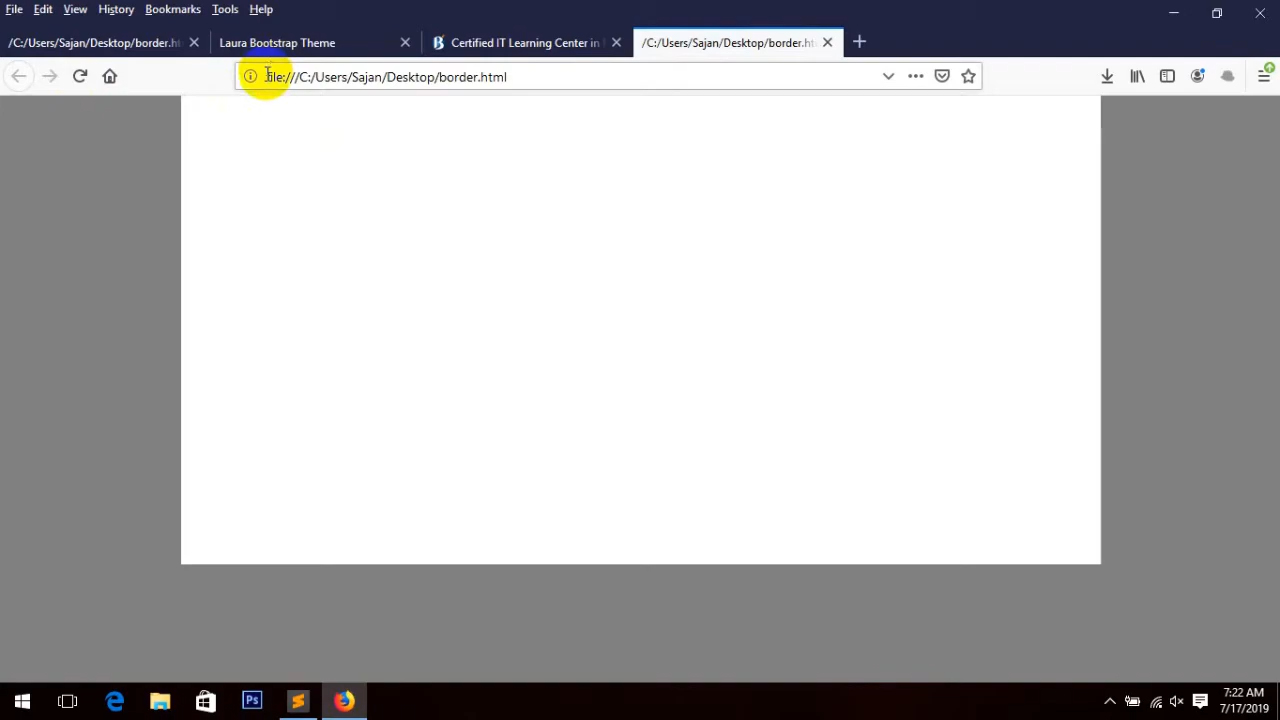 File Edit View History Bookmarks Tools Help
/C:/Users/Sajan/Desktop/border.ht
Laura Bootstrap Theme
Certified IT Learning Center in
/C:/Users/Sajan/Desktop/border.ht
file:///C:/Users/Sajan/Desktop/border.html
Ps
7:22 AM
7/17/2019